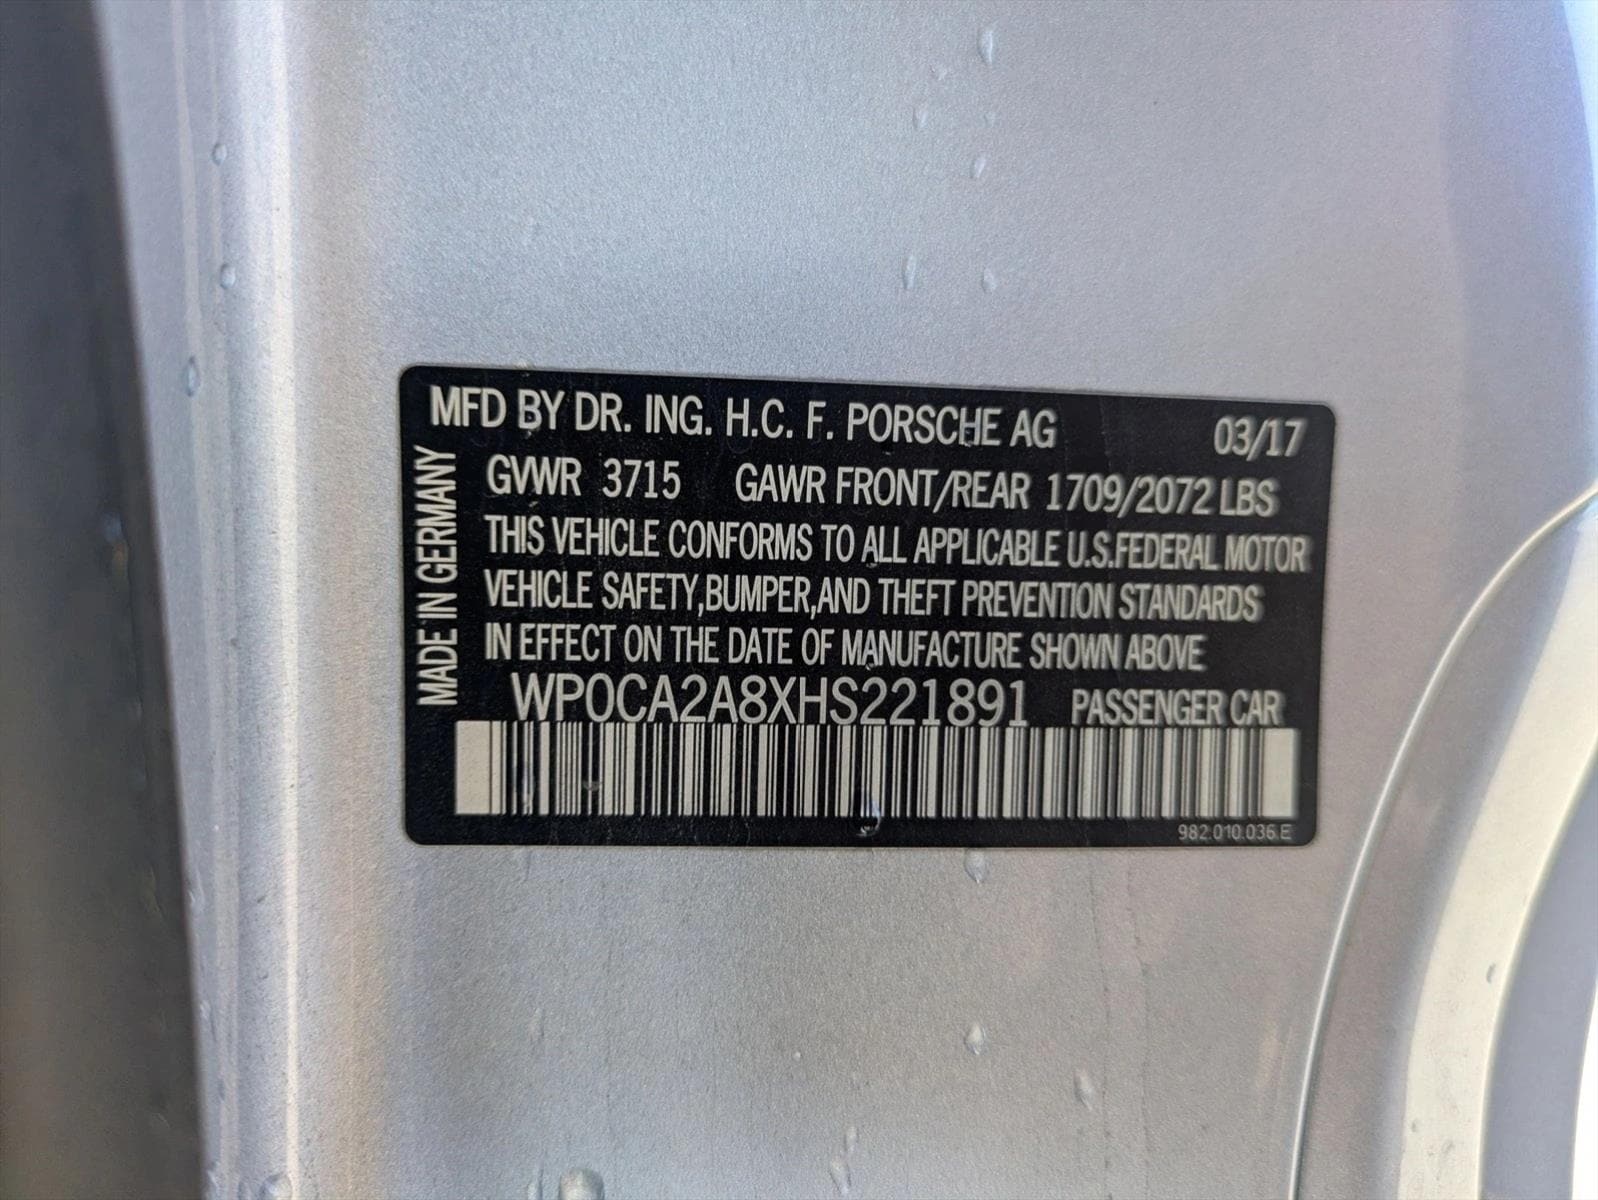 MFD BY DR. ING. H.C. F. PORSCHE AG 03/17
MADE IN GERMANY
GVWR 3715 GAWR FRONT/REAR 1709/2072 LBS
THIS VEHICLE CONFORMS TO ALL APPLICABLE U.S.FEDERAL MOTOR
VEHICLE SAFETY,BUMPER,AND THEFT PREVENTION STANDARDS
IN EFFECT ON THE DATE OF MANUFACTURE SHOWN ABOVE
WP0CA2A8XHS221891 PASSENGER CAR
982.010.036.E